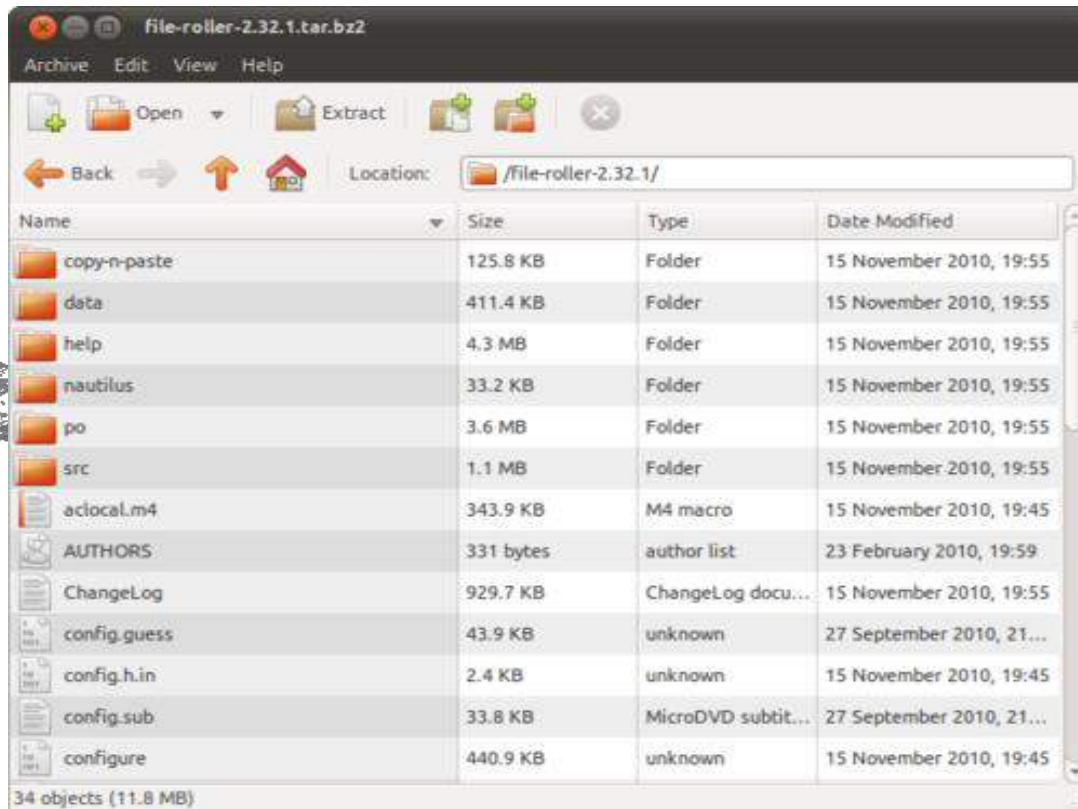 file-roller-2.32.1.tar.bz2
Archive Edit View Help
Open Extract
Back Location: /file-roller-2.32.1/
Name Size Type Date Modified
copy-n-paste 125.8 KB Folder 15 November 2010, 19:55
data 411.4 KB Folder 15 November 2010, 19:55
help 4.3 MB Folder 15 November 2010, 19:55
nautilus 33.2 KB Folder 15 November 2010, 19:55
po 3.6 MB Folder 15 November 2010, 19:55
src 1.1 MB Folder 15 November 2010, 19:55
aclocal.m4 343.9 KB M4 macro 15 November 2010, 19:45
AUTHORS 331 bytes author list 23 February 2010, 19:59
ChangeLog 929.7 KB ChangeLog docu... 15 November 2010, 19:55
config.guess 43.9 KB unknown 27 September 2010, 21...
config.h.in 2.4 KB unknown 15 November 2010, 19:45
config.sub 33.8 KB MicroDVD subtit... 27 September 2010, 21...
configure 440.9 KB unknown 15 November 2010, 19:45
34 objects (11.8 MB)